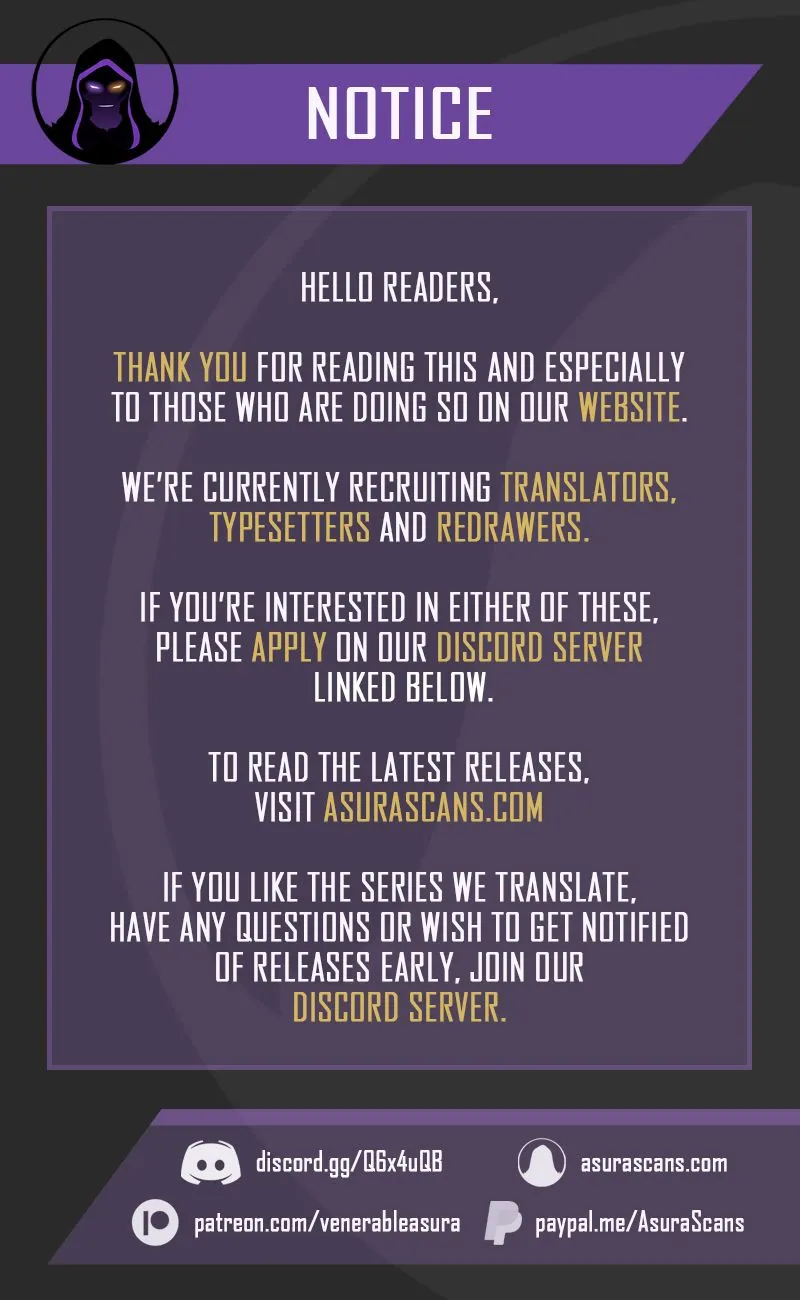 NOTICE
HELLO READERS,
THANK YOU FOR READING THIS AND ESPECIALLY
TO THOSE WHO ARE DOING SO ON OUR WEBSITE.
WE'RE CURRENTLY RECRUITING TRANSLATORS,
TYPESETTERS AND REDRAWERS.
IF YOU'RE INTERESTED IN EITHER OF THESE,
PLEASE APPLY ON OUR DISCORD SERVER
LINKED BELOW.
TO READ THE LATEST RELEASES,
VISIT ASURASCANS.COM
IF YOU LIKE THE SERIES WE TRANSLATE,
HAVE ANY QUESTIONS OR WISH TO GET NOTIFIED
OF RELEASES EARLY, JOIN OUR
DISCORD SERVER.
discord.gg/Q6x4uQB
asurascans.com
patreon.com/venerableasura
paypal.me/AsuraScans